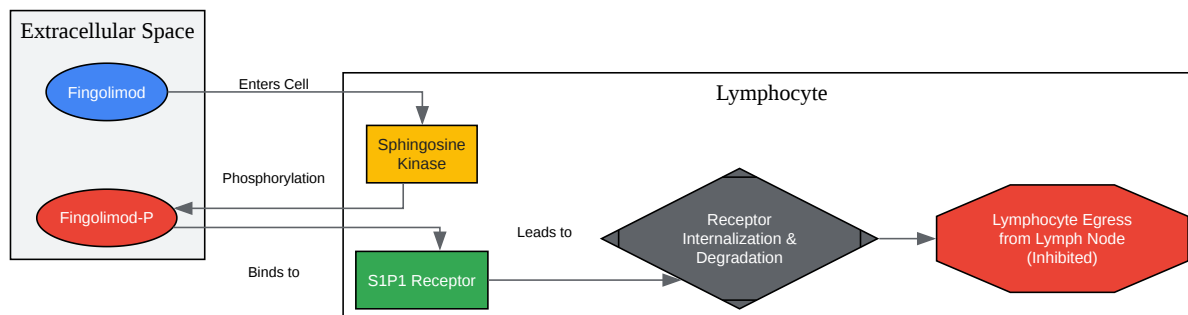 Extracellular Space
Fingolimod
Enters Cell
Lymphocyte
Sphingosine
Kinase
Phosphorylation
Fingolimod-P
Binds to
S1P1 Receptor
Leads to
Receptor
Internalization &
Degradation
Lymphocyte Egress
from Lymph Node
(Inhibited)